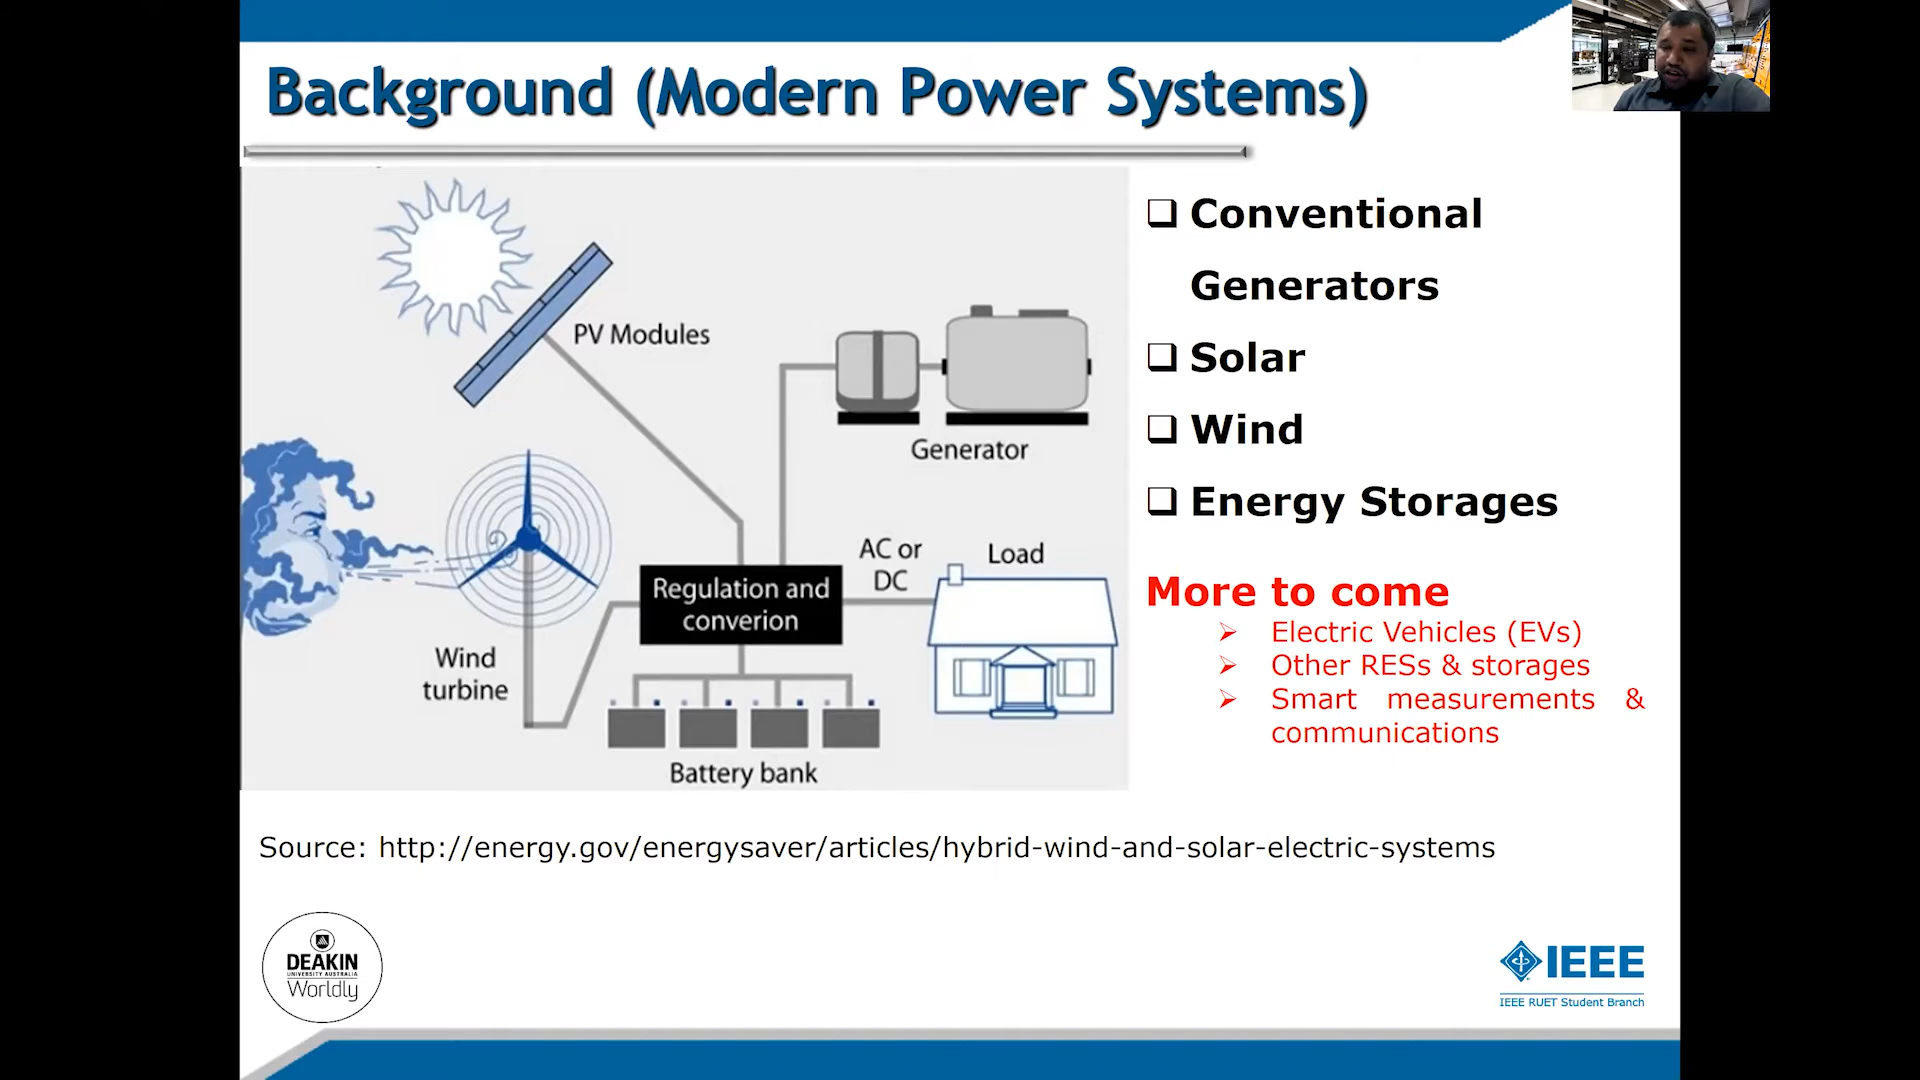 Background (Modern Power Systems)
PV Modules
Generator
AC or
DC
Load
Regulation and
converion
Wind
turbine
Battery bank
❑ Conventional
Generators
❑ Solar
❑ Wind
❑ Energy Storages
More to come
➢ Electric Vehicles (EVs)
➢ Other RESs & storages
➢ Smart measurements &
communications
Source: http://energy.gov/energysaver/articles/hybrid-wind-and-solar-electric-systems
DEAKIN
UNIVERSITY AUSTRALIA
Worldly
IEEE
IEEE RUET Student Branch